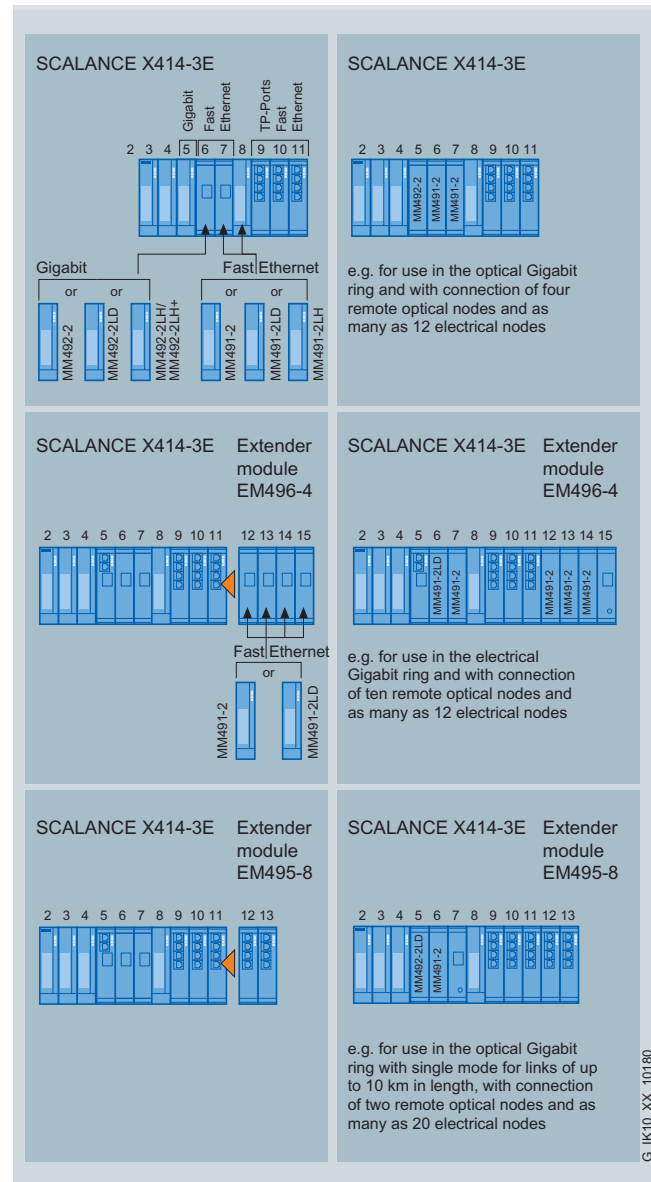 SCALANCE X414-3E
Gigabit
Fast
Ethernet
TP-Ports
Fast
Ethernet
2 3 4 5 6 7 8 9 10 11
Gigabit
Fast Ethernet
or or
or or
MM492-2
MM492-2LD
MM492-2LH/
MM492-2LH+
MM491-2
MM491-2LD
MM491-2LH
SCALANCE X414-3E
2 3 4 5 6 7 8 9 10 11
MM492-2
MM491-2
MM491-2
e.g. for use in the optical Gigabit
ring and with connection of four
remote optical nodes and as
many as 12 electrical nodes
SCALANCE X414-3E Extender
module
EM496-4
2 3 4 5 6 7 8 9 10 11 12 13 14 15
Fast Ethernet
or
MM491-2
MM491-2LD
SCALANCE X414-3E Extender
module
EM496-4
2 3 4 5 6 7 8 9 10 11 12 13 14 15
MM491-2LD
MM491-2
MM491-2
MM491-2
MM491-2
e.g. for use in the electrical
Gigabit ring and with connection
of ten remote optical nodes and
as many as 12 electrical nodes
SCALANCE X414-3E Extender
module
EM495-8
2 3 4 5 6 7 8 9 10 11 12 13
SCALANCE X414-3E Extender
module
EM495-8
2 3 4 5 6 7 8 9 10 11 12 13
MM492-2LD
MM491-2
e.g. for use in the optical Gigabit
ring with single mode for links of up
to 10 km in length, with connection
of two remote optical nodes and as
many as 20 electrical nodes
G_IK10_XX_10180